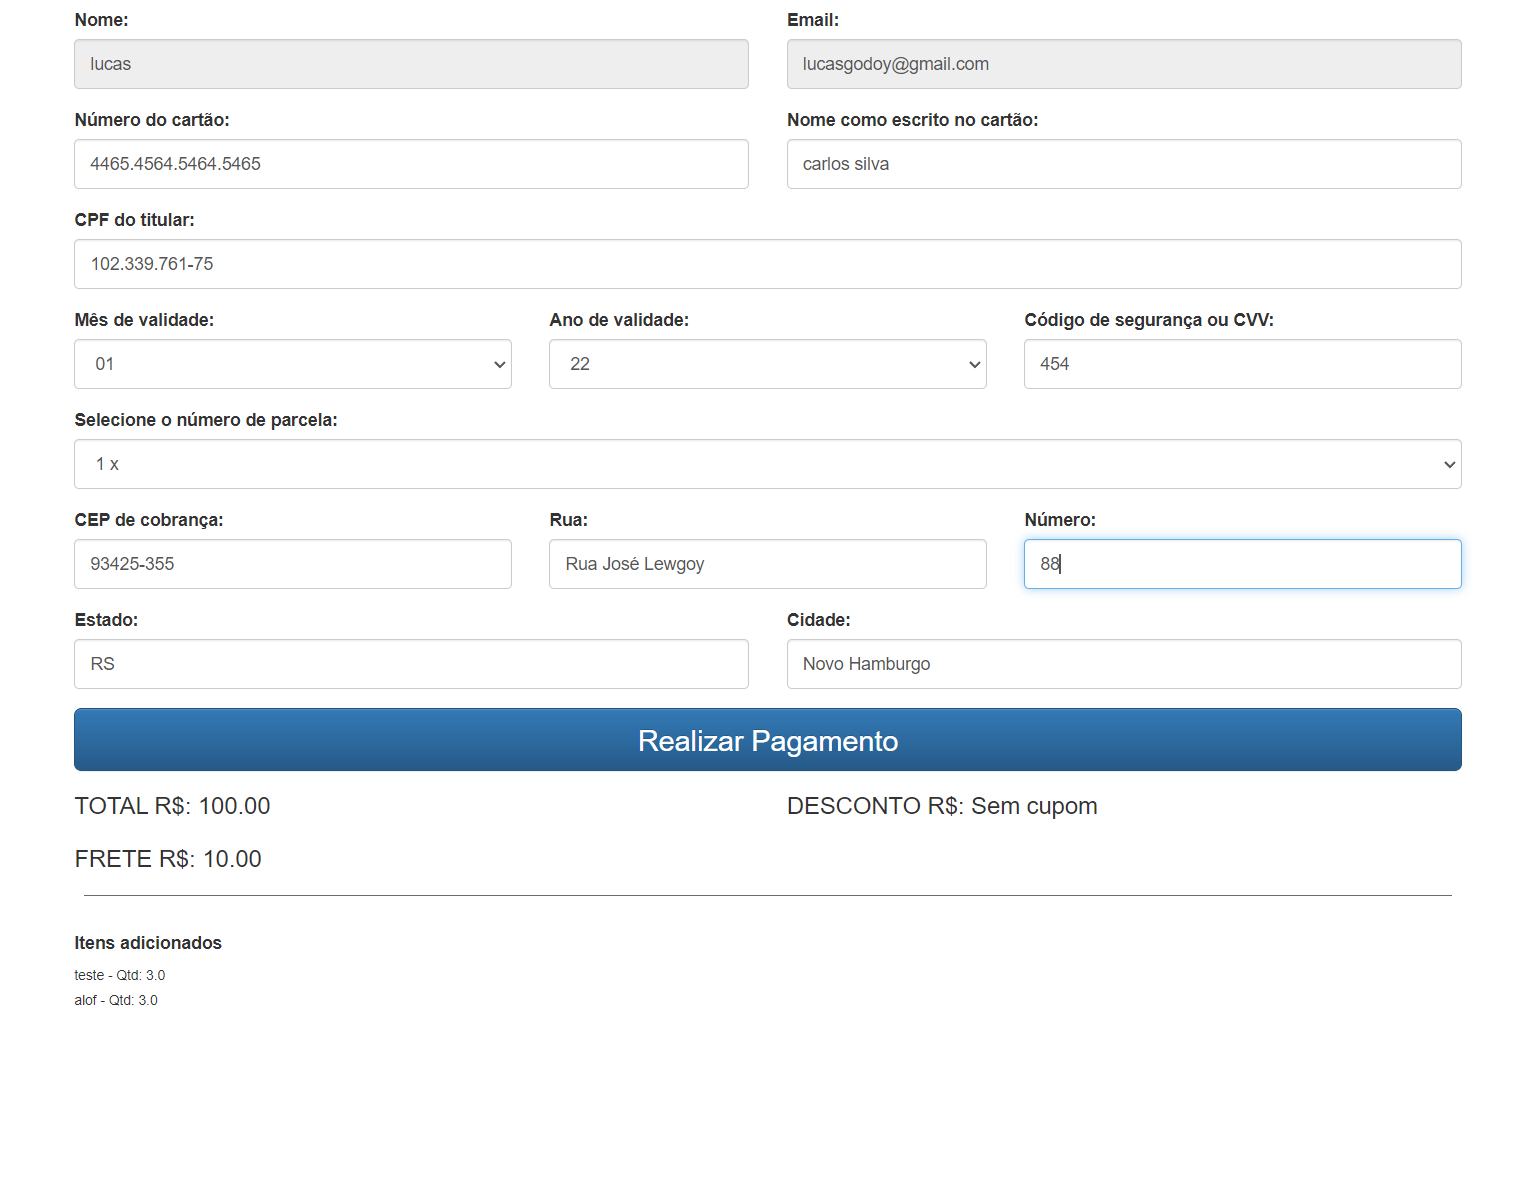 Nome: Email:
lucas lucasgodoy@gmail.com
Número do cartão: Nome como escrito no cartão:
4465.4564.5464.5465 carlos silva
CPF do titular:
102.339.761-75
Mês de validade: Ano de validade: Código de segurança ou CVV:
01 22 454
Selecione o número de parcela:
1 x
CEP de cobrança: Rua: Número:
93425-355 Rua José Lewgoy 88
Estado: Cidade:
RS Novo Hamburgo
Realizar Pagamento
TOTAL R$: 100.00 DESCONTO R$: Sem cupom
FRETE R$: 10.00
Itens adicionados
teste - Qtd: 3.0
alof - Qtd: 3.0